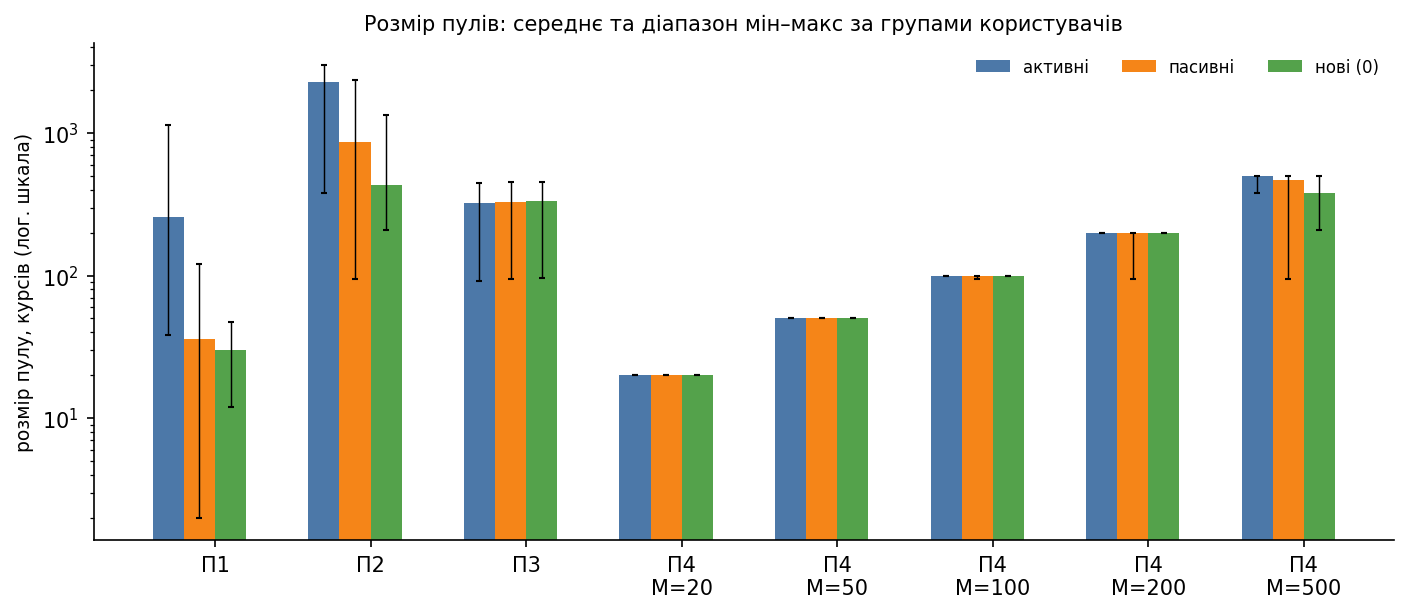 Розмір пулів: середнє та діапазон мін–макс за групами користувачів
активні
пасивні
нові (0)
розмір пулу, курсів (лог. шкала)
10³
10²
10¹
П1
П2
П3
П4
M=20
П4
M=50
П4
M=100
П4
M=200
П4
M=500